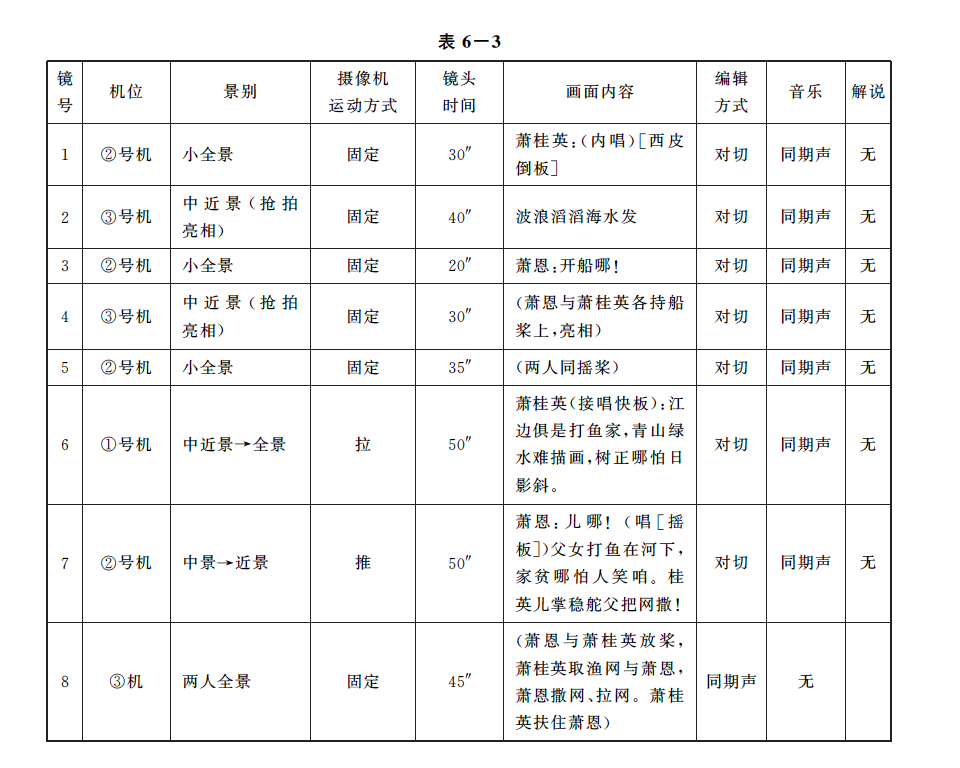 表 6—3
镜号 机位 景别 摄像机运动方式 镜头时间 画面内容 编辑方式 音乐 解说
1 ②号机 小全景 固定 30″ 萧桂英:(内唱)[西皮
倒板] 对切 同期声 无
2 ③号机 中近景(抢拍
亮相) 固定 40″ 波浪滔滔海水发 对切 同期声 无
3 ②号机 小全景 固定 20″ 萧恩:开船哪! 对切 同期声 无
4 ③号机 中近景(抢拍
亮相) 固定 30″ (萧恩与萧桂英各持船
桨上,亮相) 对切 同期声 无
5 ②号机 小全景 固定 35″ (两人同摇桨) 对切 同期声 无
6 ①号机 中近景→全景 拉 50″ 萧桂英(接唱快板):江
边俱是打鱼家,青山绿
水难描画,树正哪怕日
影斜。 对切 同期声 无
7 ②号机 中景→近景 推 50″ 萧恩:儿哪!(唱[摇
板])父女打鱼在河下,
家贫哪怕人笑咱。桂
英儿掌稳舵父把网撒! 对切 同期声 无
8 ③机 两人全景 固定 45″ (萧恩与萧桂英放桨,
萧桂英取渔网与萧恩,
萧恩撒网、拉网。萧桂
英扶住萧恩) 同期声 无